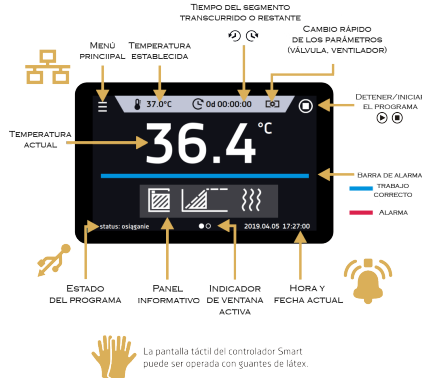 TIEMPO DEL SEGMENTO
TRANSCURRIDO O RESTANTE
CAMBIO RÁPIDO
DE LOS PARÁMETROS
(VÁLVULA, VENTILADOR)
MENÚ
PRINCIPAL
TEMPERATURA
ESTABLECIDA
DETENER/INICIAR
EL PROGRAMA
37.0°C
0d 00:00:00
TEMPERATURA
ACTUAL
36.4°C
BARRA DE ALARMA
TRABAJO
CORRECTO
ALARMA
status: osiąganie
2019.04.05 17:27:00
ESTADO
DEL PROGRAMA
PANEL
INFORMATIVO
INDICADOR
DE VENTANA
ACTIVA
HORA Y
FECHA ACTUAL
La pantalla táctil del controlador Smart
puede ser operada con guantes de látex.